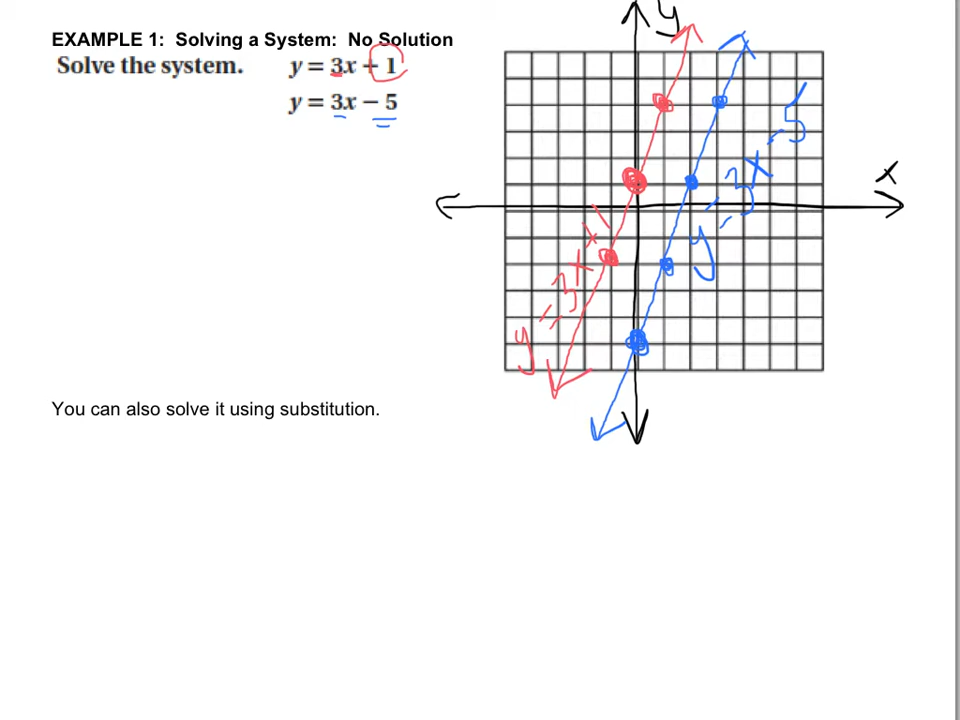 EXAMPLE 1: Solving a System: No Solution
Solve the system. y = 3x + 1
y = 3x − 5
y
x
y = 3x + 1
y = 3x - 5
You can also solve it using substitution.